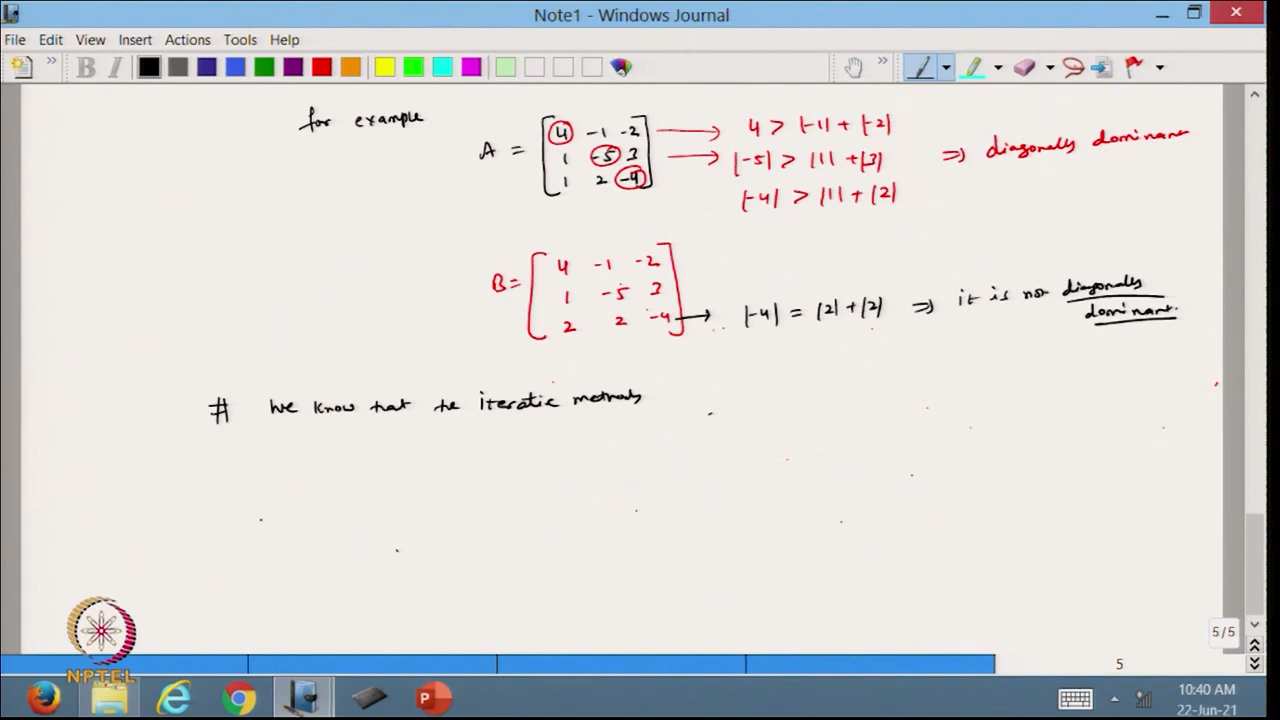 Note1 - Windows Journal
File Edit View Insert Actions Tools Help
for example
A = [ 4 -1 -2
1 -5 3
1 2 -4 ]
4 > |-1| + |-2|
|-5| > |1| + |3|
|-4| > |1| + |2|
=> diagonally dominant
B = [ 4 -1 -2
1 -5 3
2 2 -4 ]
→ |-4| = |2| + |2| => it is not diagonally
dominant.
# We know that the iterative methods
5/5
5
NPTEL
10:40 AM
22-Jun-21